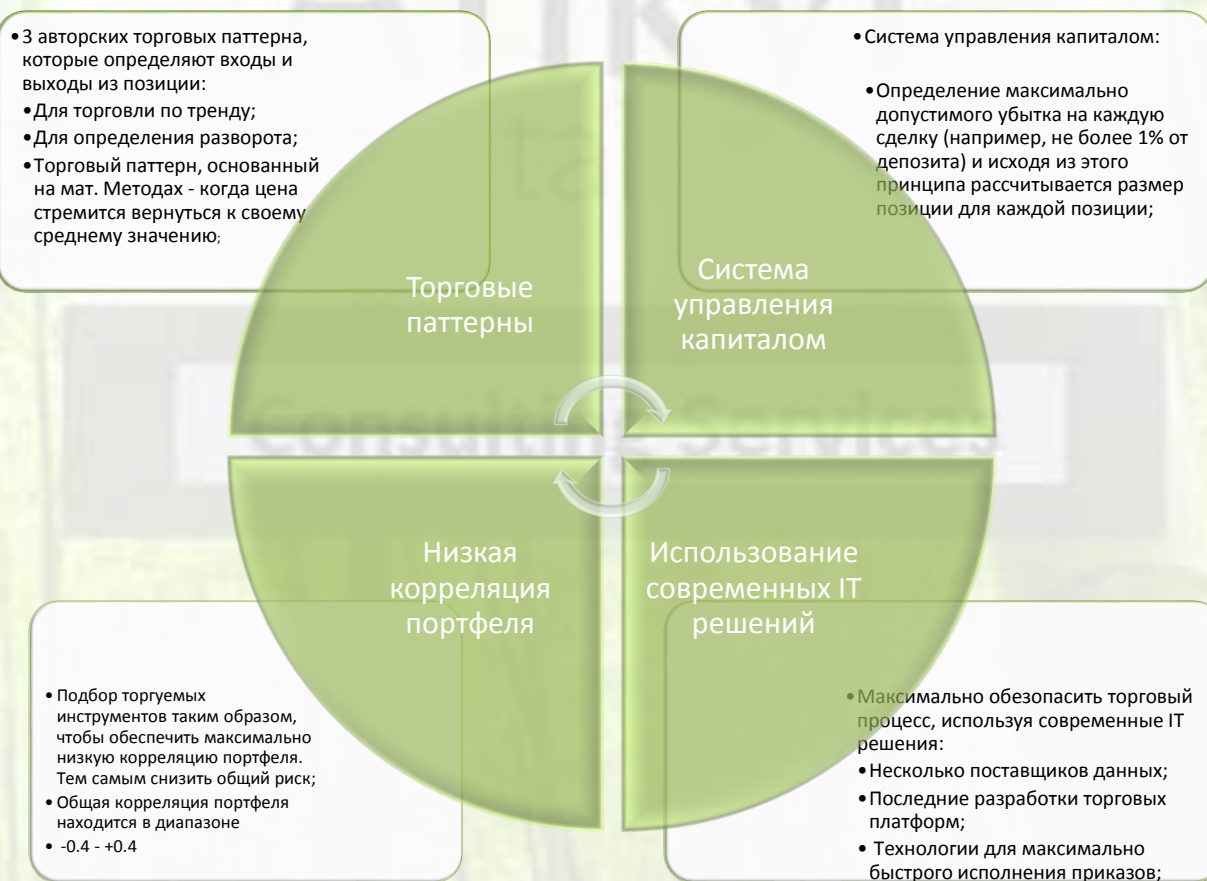 •3 авторских торговых паттерна,
которые определяют входы и
выходы из позиции:
•Для торговли по тренду;
•Для определения разворота;
•Торговый паттерн, основанный
на мат. Методах - когда цена
стремится вернуться к своему
среднему значению;
•Система управления капиталом:
•Определение максимально
допустимого убытка на каждую
сделку (например, не более 1% от
депозита) и исходя из этого
принципа рассчитывается размер
позиции для каждой позиции;
Торговые
паттерны
Система
управления
капиталом
Consulting Services
Низкая
корреляция
портфеля
Использование
современных IT
решений
• Подбор торгуемых
инструментов таким образом,
чтобы обеспечить максимально
низкую корреляцию портфеля.
Тем самым снизить общий риск;
• Общая корреляция портфеля
находится в диапазоне
• -0.4 - +0.4
•Максимально обезопасить торговый
процесс, используя современные IT
решения:
•Несколько поставщиков данных;
•Последние разработки торговых
платформ;
• Технологии для максимально
быстрого исполнения приказов;